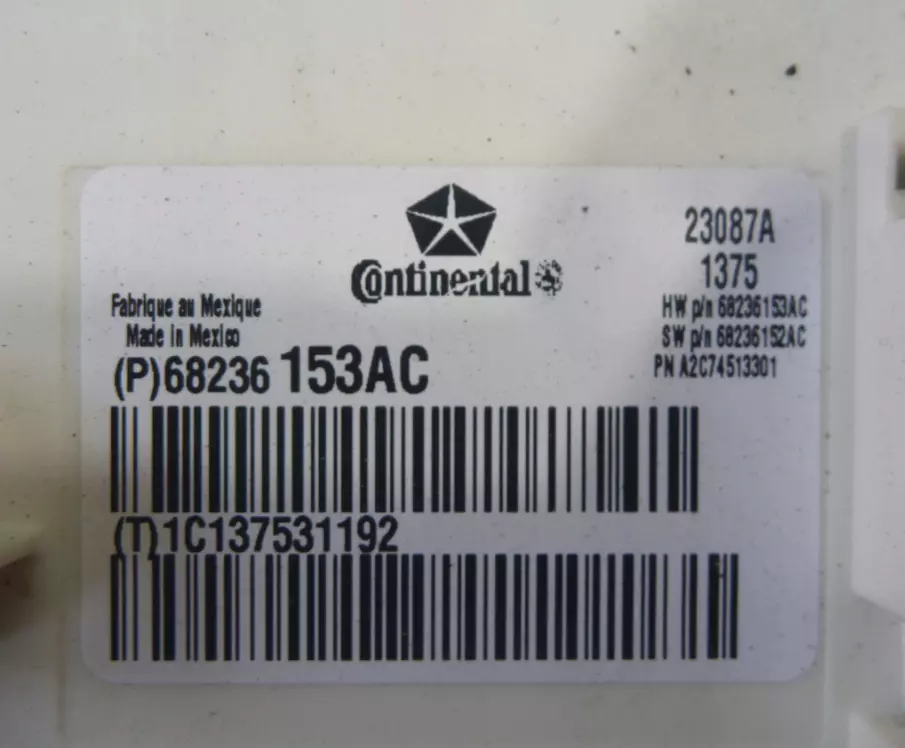 Continental
23087A
1375
HW p/n 68236153AC
SW p/n 68236152AC
PN A2C74513301
Fabrique au Mexique
Made in Mexico
(P)68236 153AC
(T)1C137531192